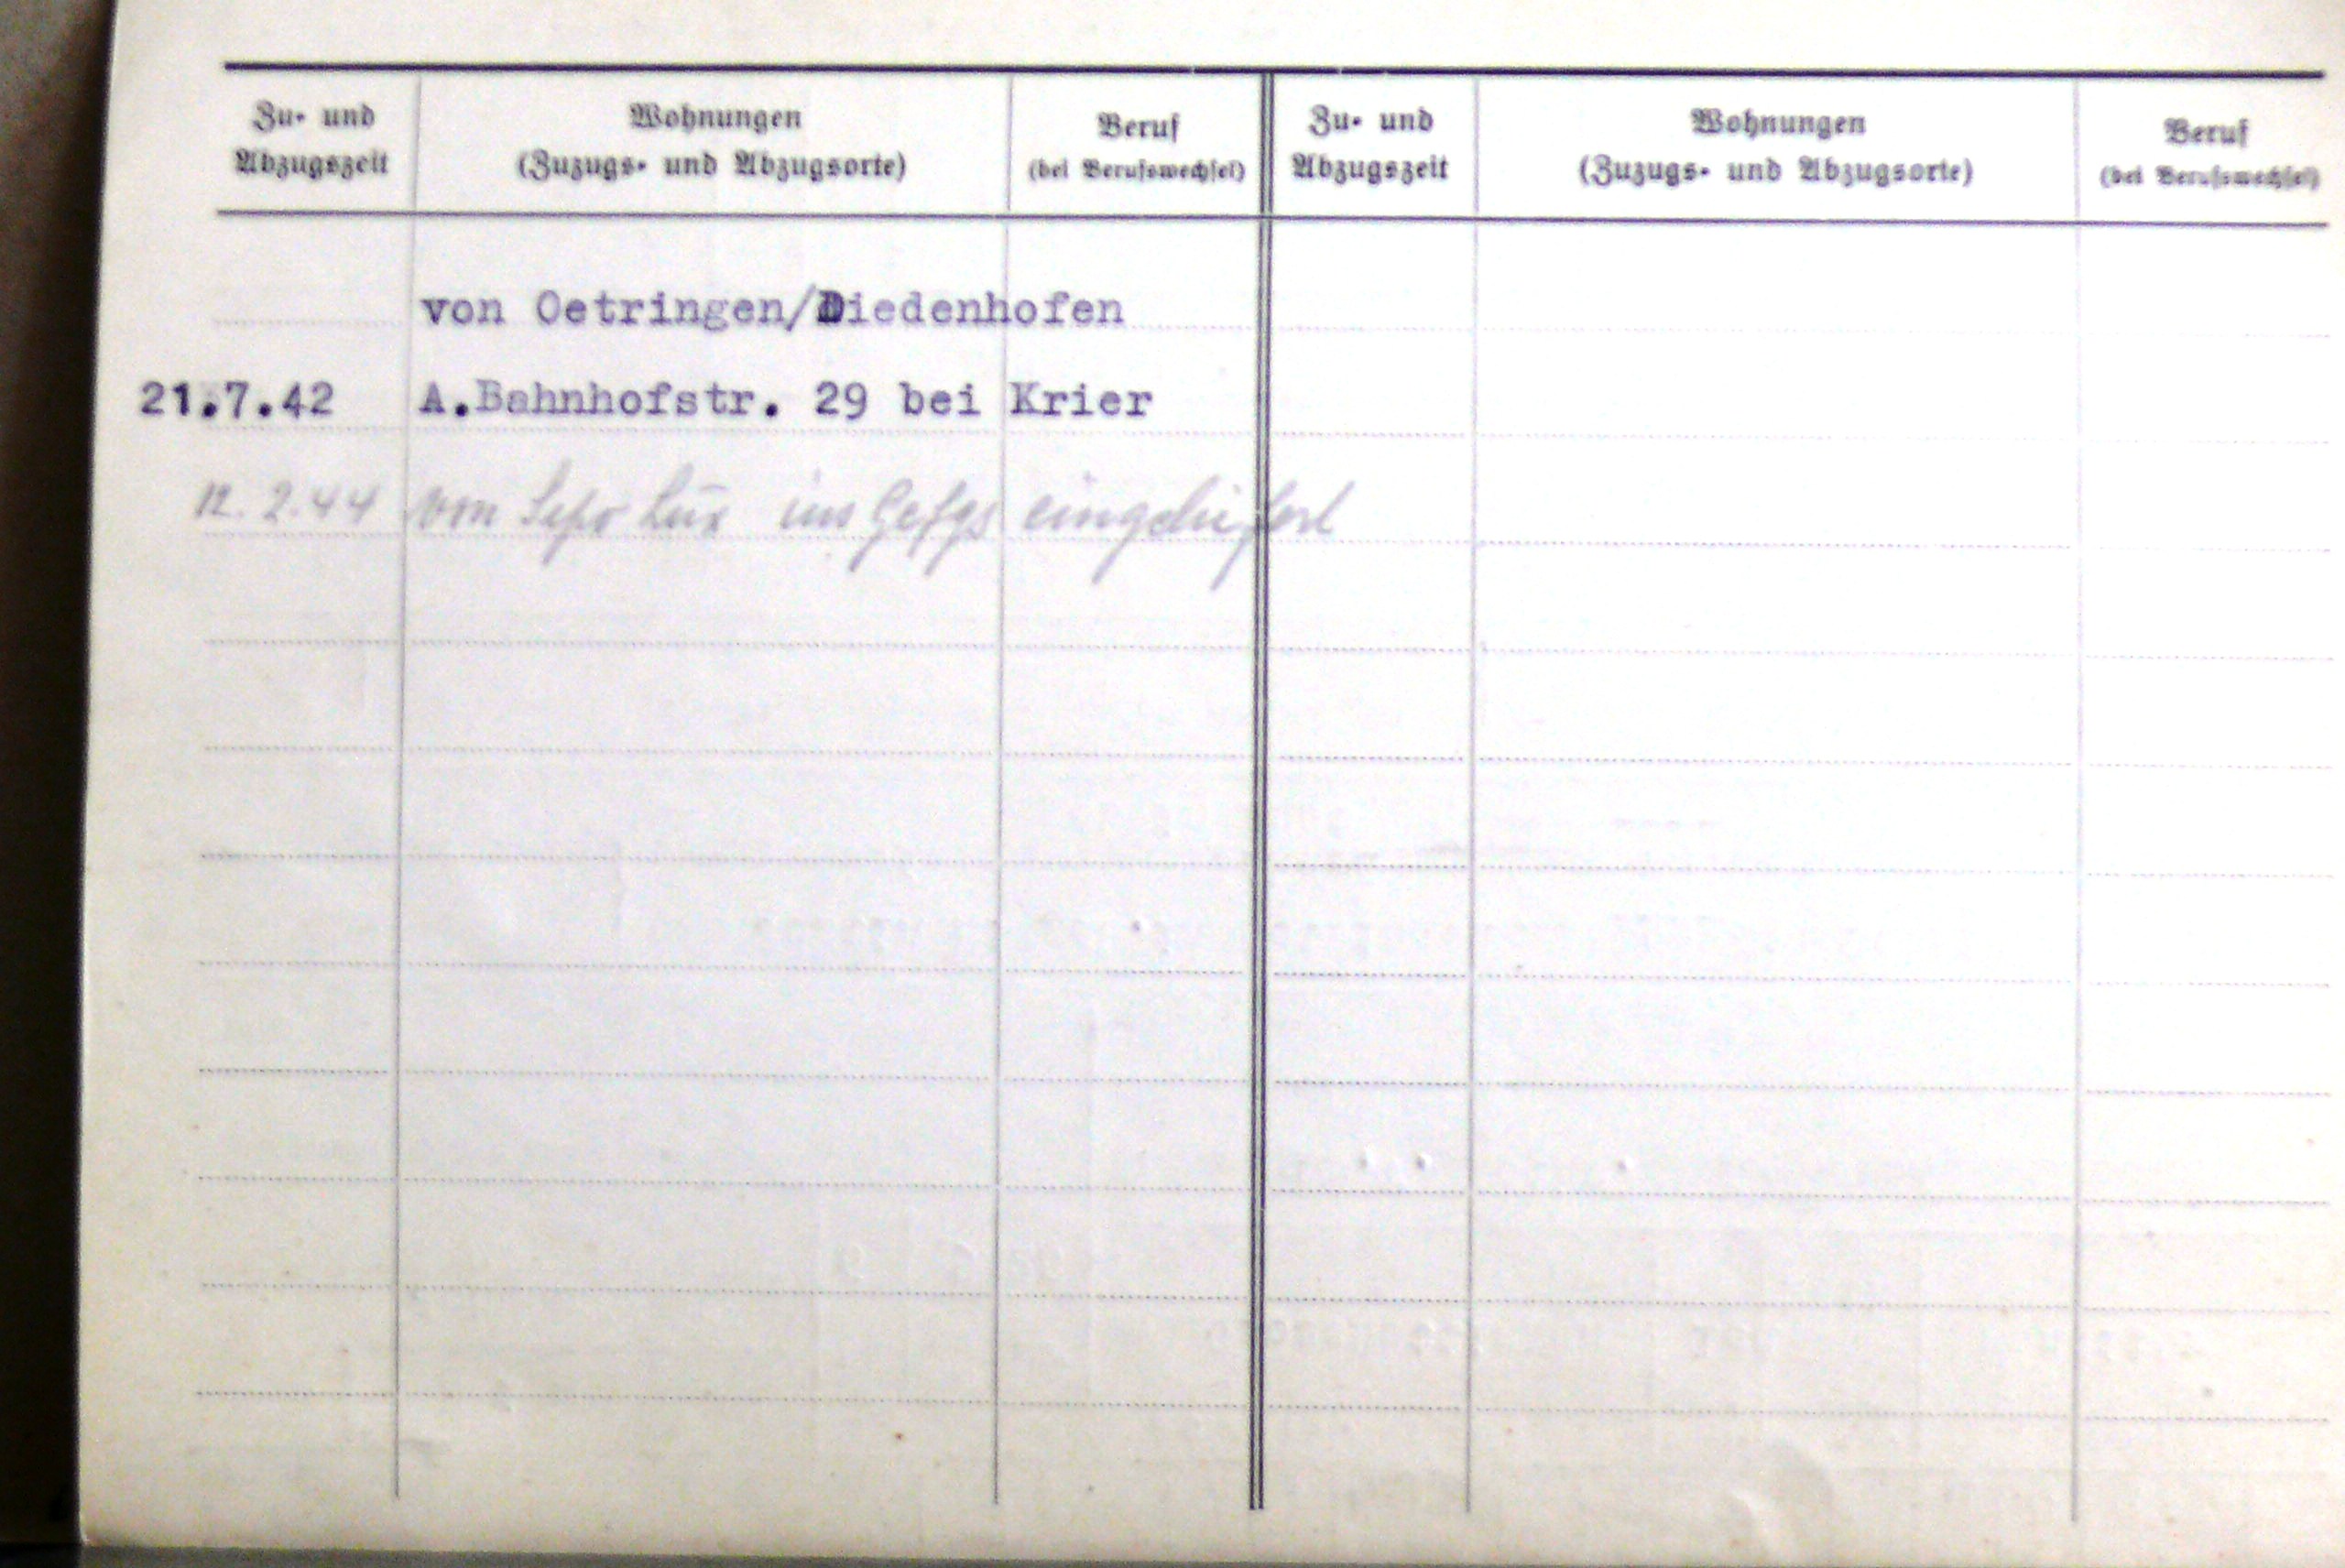 Zu- und
Abzugszeit
Wohnungen
(Zuzugs- und Abzugsorte)
Beruf
(bei Berufswechsel)
Zu- und
Abzugszeit
Wohnungen
(Zuzugs- und Abzugsorte)
Beruf
(bei Berufswechsel)
von Oetringen/Diedenhofen
21.7.42 A.Bahnhofstr. 29 bei Krier
12.2.44 von Sipo Lux ins Gefgs eingeliefert